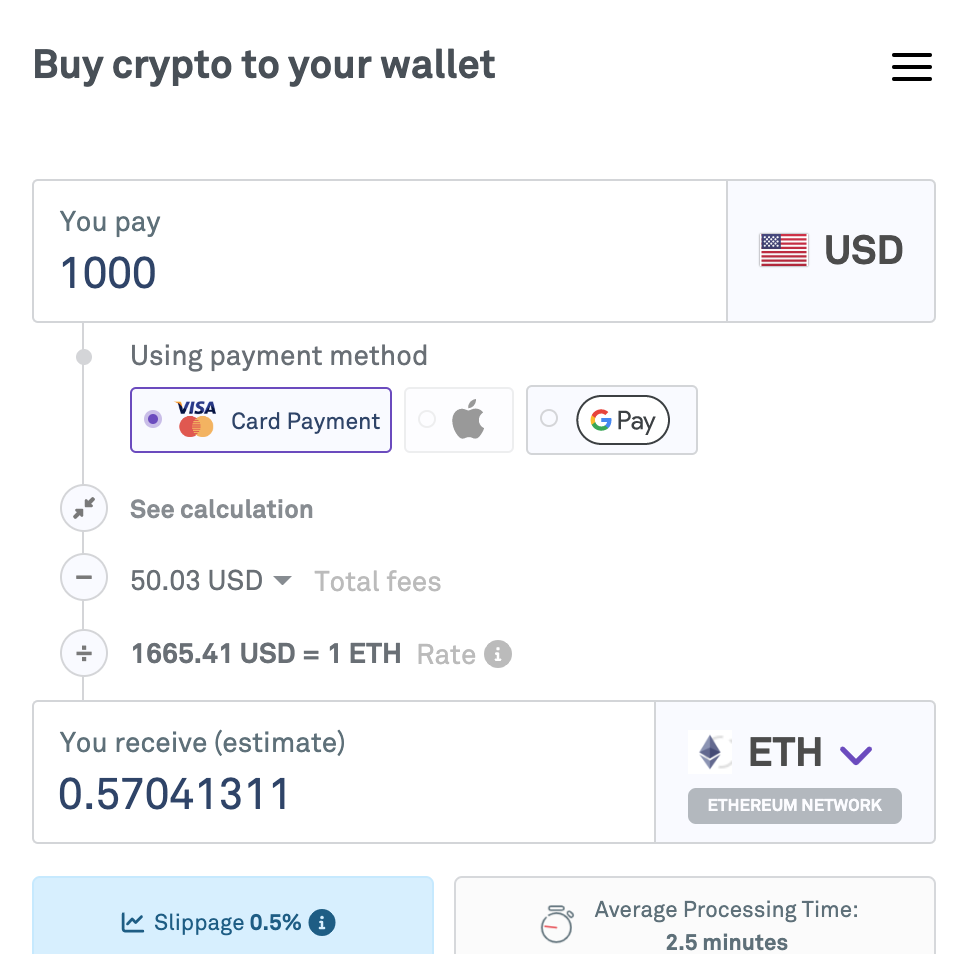 Buy crypto to your wallet
You pay
1000
USD
Using payment method
VISA Card Payment
G Pay
See calculation
50.03 USD Total fees
1665.41 USD = 1 ETH Rate i
You receive (estimate)
0.57041311
ETH
ETHEREUM NETWORK
Slippage 0.5% i
Average Processing Time:
2.5 minutes